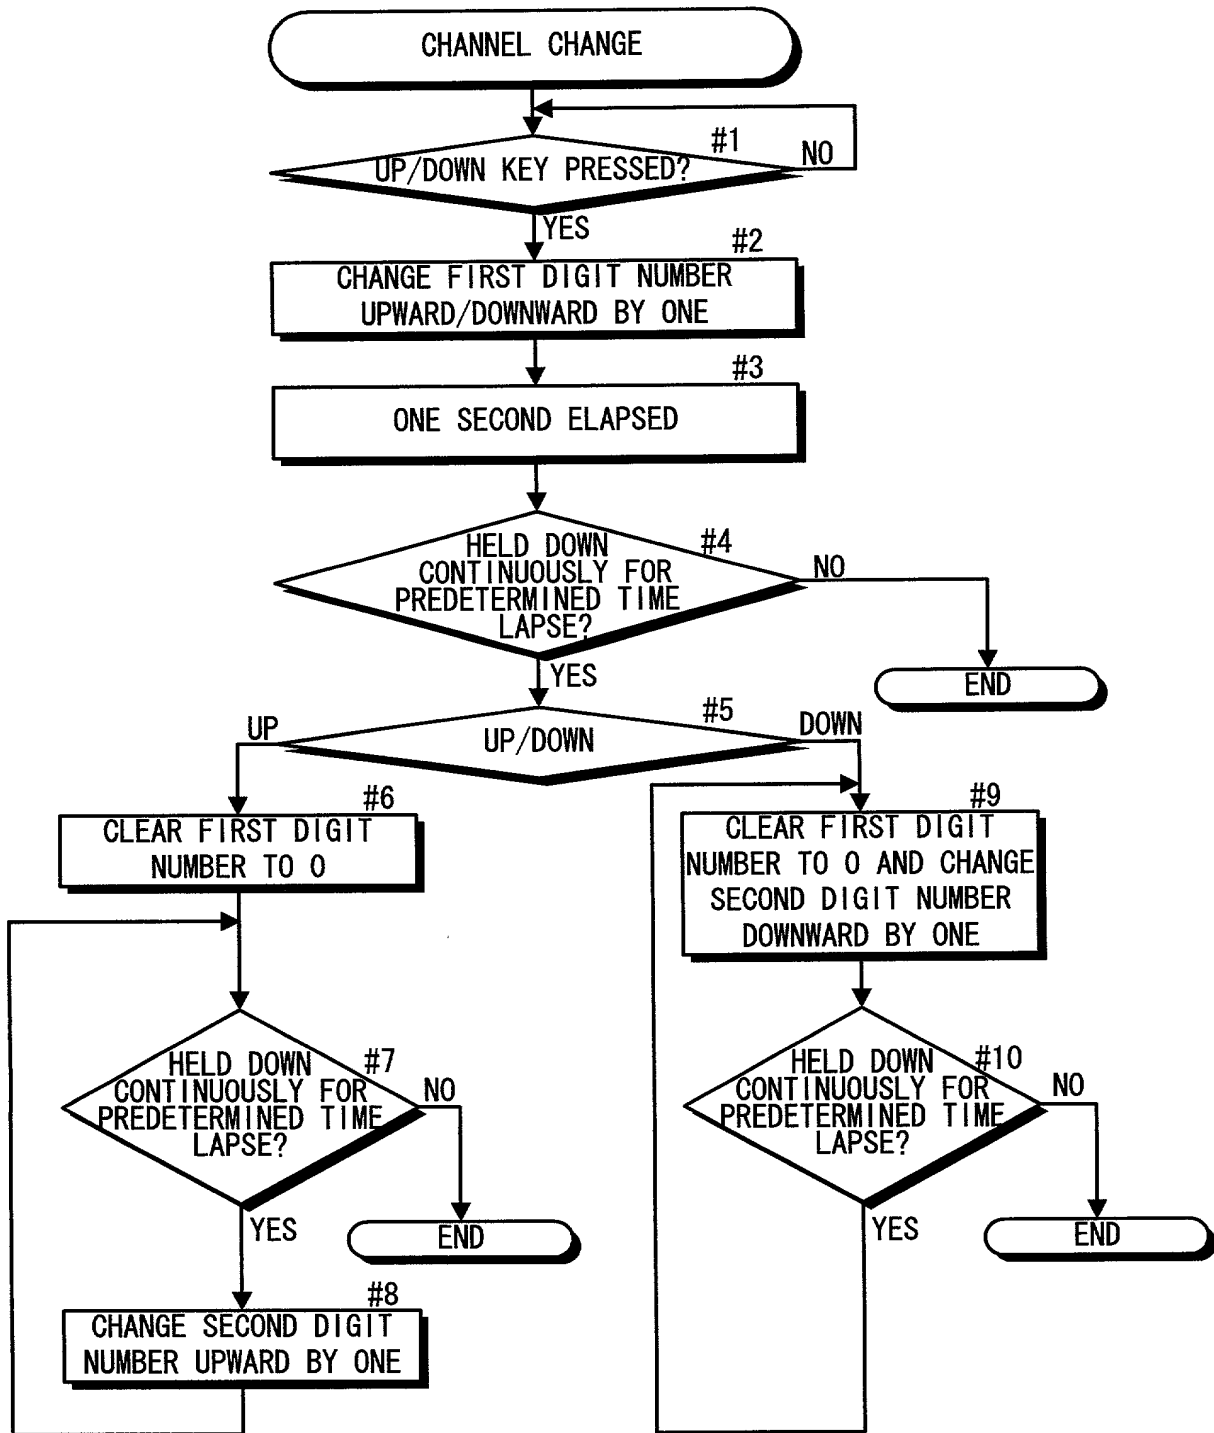 CHANNEL CHANGE
#1
UP/DOWN KEY PRESSED?
NO
YES
#2
CHANGE FIRST DIGIT NUMBER
UPWARD/DOWNWARD BY ONE
#3
ONE SECOND ELAPSED
#4
HELD DOWN
CONTINUOUSLY FOR
PREDETERMINED TIME
LAPSE?
NO
YES
END
#5
UP
UP/DOWN
DOWN
#6
CLEAR FIRST DIGIT
NUMBER TO 0
#9
CLEAR FIRST DIGIT
NUMBER TO 0 AND CHANGE
SECOND DIGIT NUMBER
DOWNWARD BY ONE
#7
HELD DOWN
CONTINUOUSLY FOR
PREDETERMINED TIME
LAPSE?
NO
YES
END
#10
HELD DOWN
CONTINUOUSLY FOR
PREDETERMINED TIME
LAPSE?
NO
YES
END
#8
CHANGE SECOND DIGIT
NUMBER UPWARD BY ONE